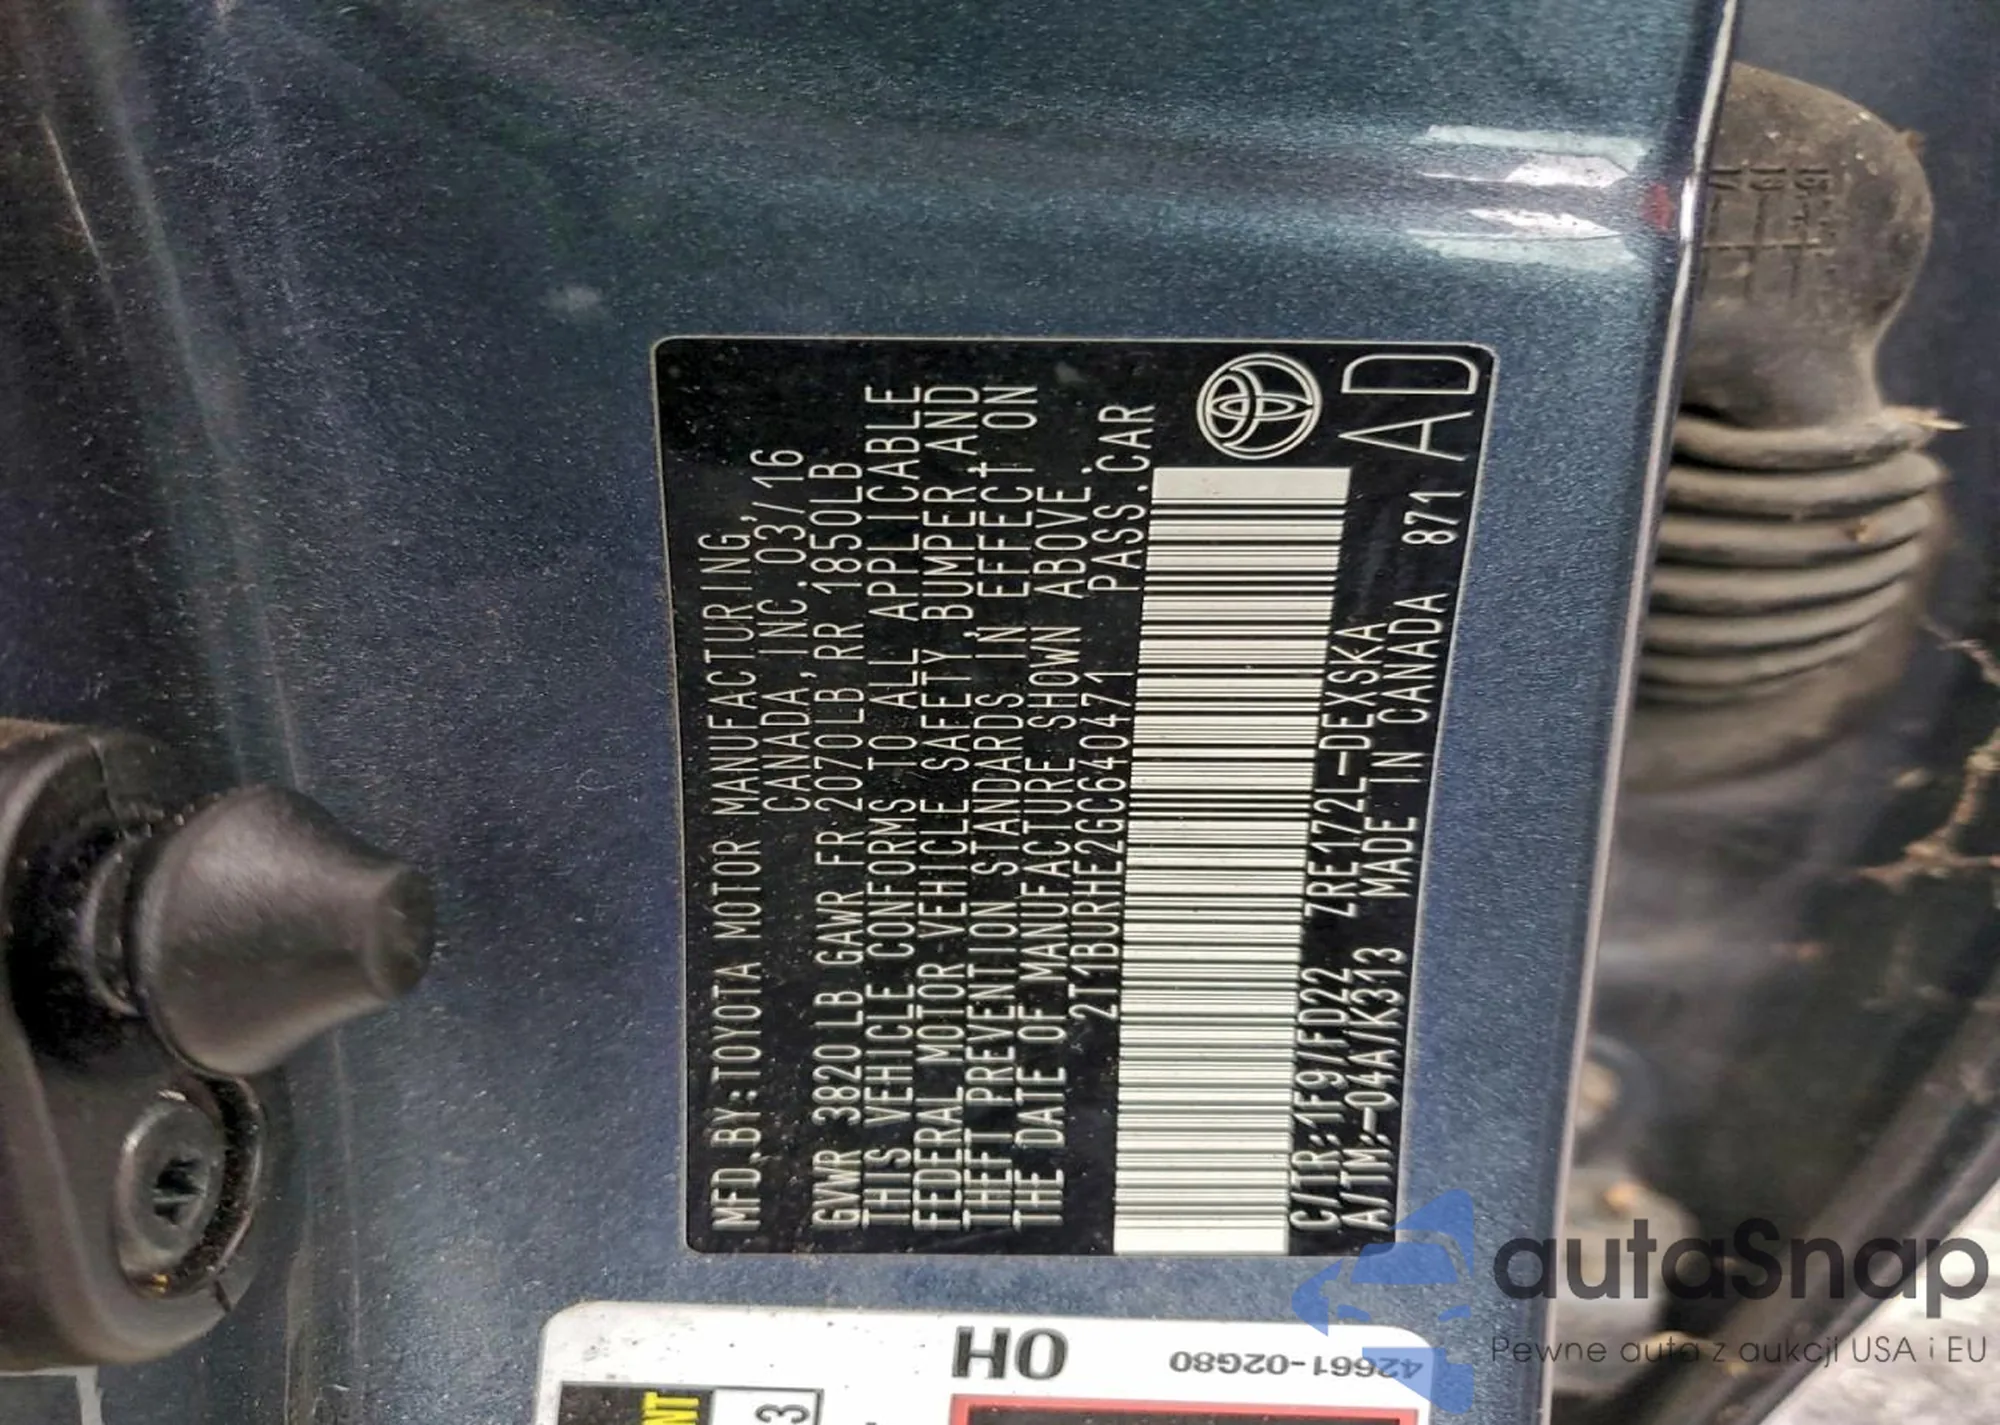 MFD.BY:TOYOTA MOTOR MANUFACTURING,
CANADA, INC. 03/16
GVWR 3820 LB GAWR FR 2070LB, RR 1850LB
THIS VEHICLE CONFORMS TO ALL APPLICABLE
FEDERAL MOTOR VEHICLE SAFETY, BUMPER, AND
THEFT PREVENTION STANDARDS IN EFFECT ON
THE DATE OF MANUFACTURE SHOWN ABOVE.
2T1BURHE2GC640471 PASS.CAR
C/TR:1F9/FD22 ZRE172L-DEXSKA
A/TM:-04A/K313 MADE IN CANADA 871
AD
0H
42661-02G80
NT
3
autaSnap
Pewne auta z aukcji USA i EU